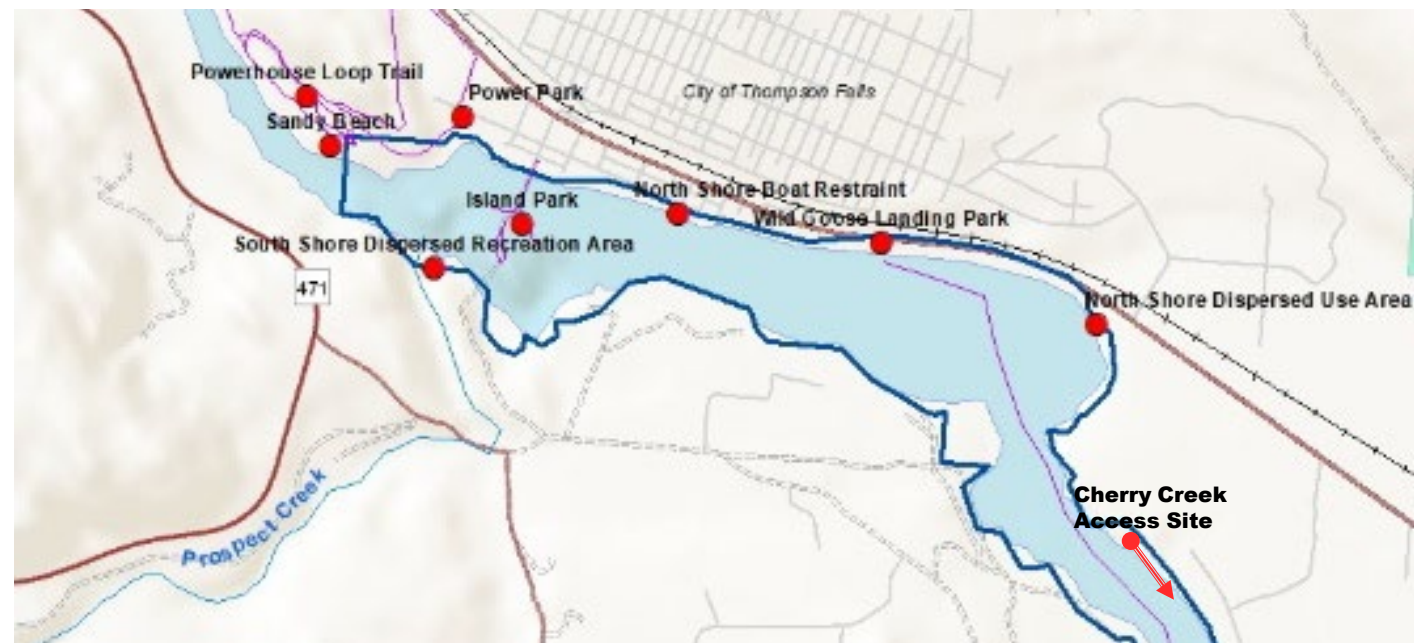 Powerhouse Loop Trail
Power Park
City of Thompson Falls
Sandy Beach
Island Park
North Shore Boat Restraint
Wild Goose Landing Park
South Shore Dispersed Recreation Area
471
North Shore Dispersed Use Area
Prospect Creek
Cherry Creek
Access Site